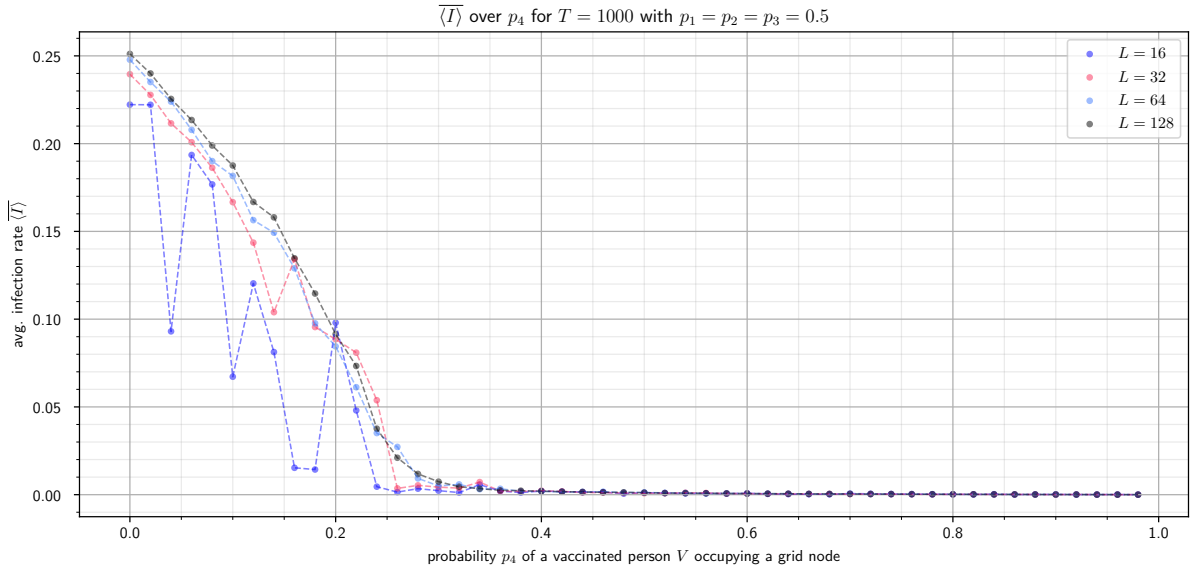 ⟨I⟩ over p₄ for T = 1000 with p₁ = p₂ = p₃ = 0.5
avg. infection rate ⟨I⟩
0.25
0.20
0.15
0.10
0.05
0.00
L = 16
L = 32
L = 64
L = 128
0.0 0.2 0.4 0.6 0.8 1.0
probability p₄ of a vaccinated person V occupying a grid node